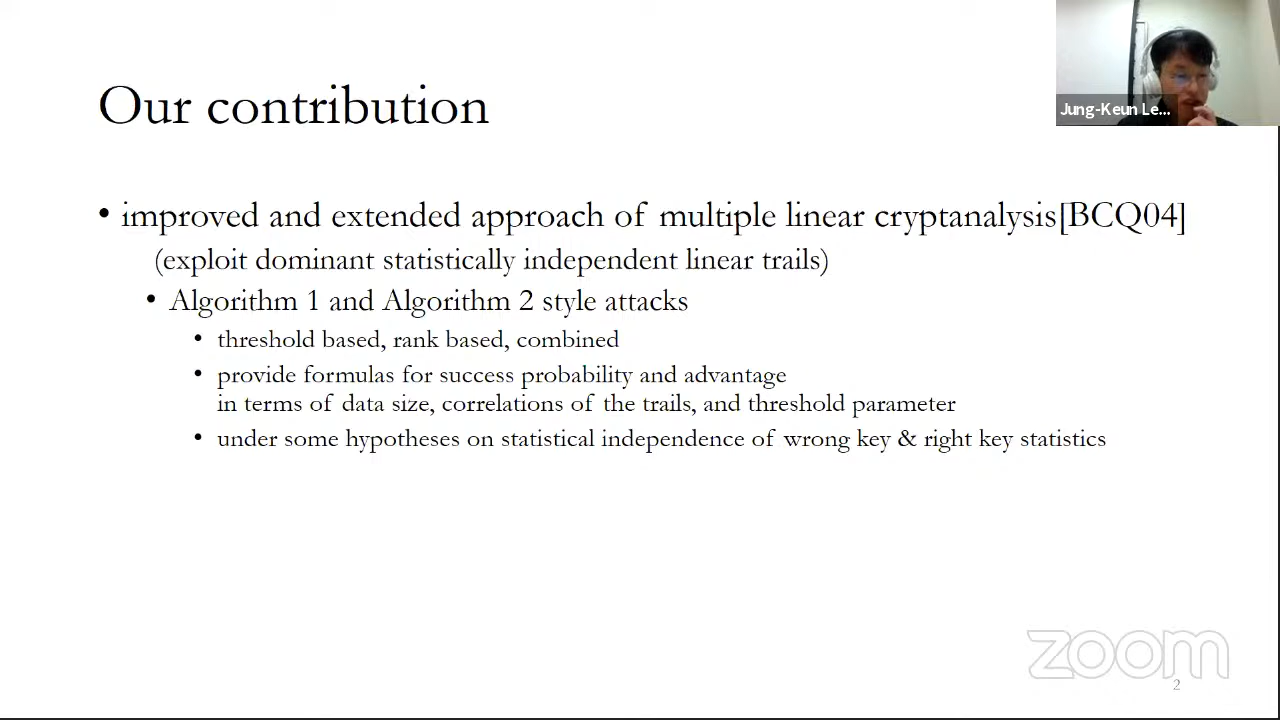 Our contribution
Jung-Keun Le...
• improved and extended approach of multiple linear cryptanalysis[BCQ04]
(exploit dominant statistically independent linear trails)
• Algorithm 1 and Algorithm 2 style attacks
• threshold based, rank based, combined
• provide formulas for success probability and advantage
in terms of data size, correlations of the trails, and threshold parameter
• under some hypotheses on statistical independence of wrong key & right key statistics
zoom
2